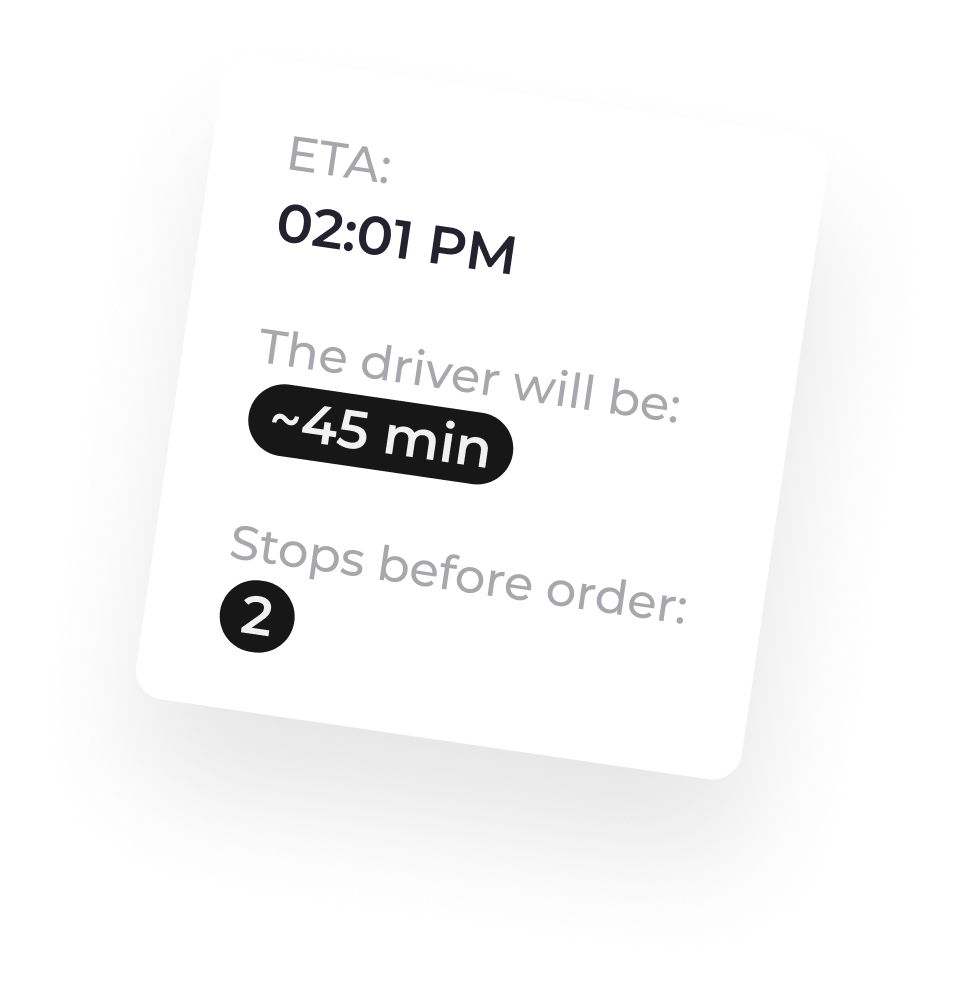 ETA:
02:01 PM
The driver will be:
~45 min
Stops before order:
2